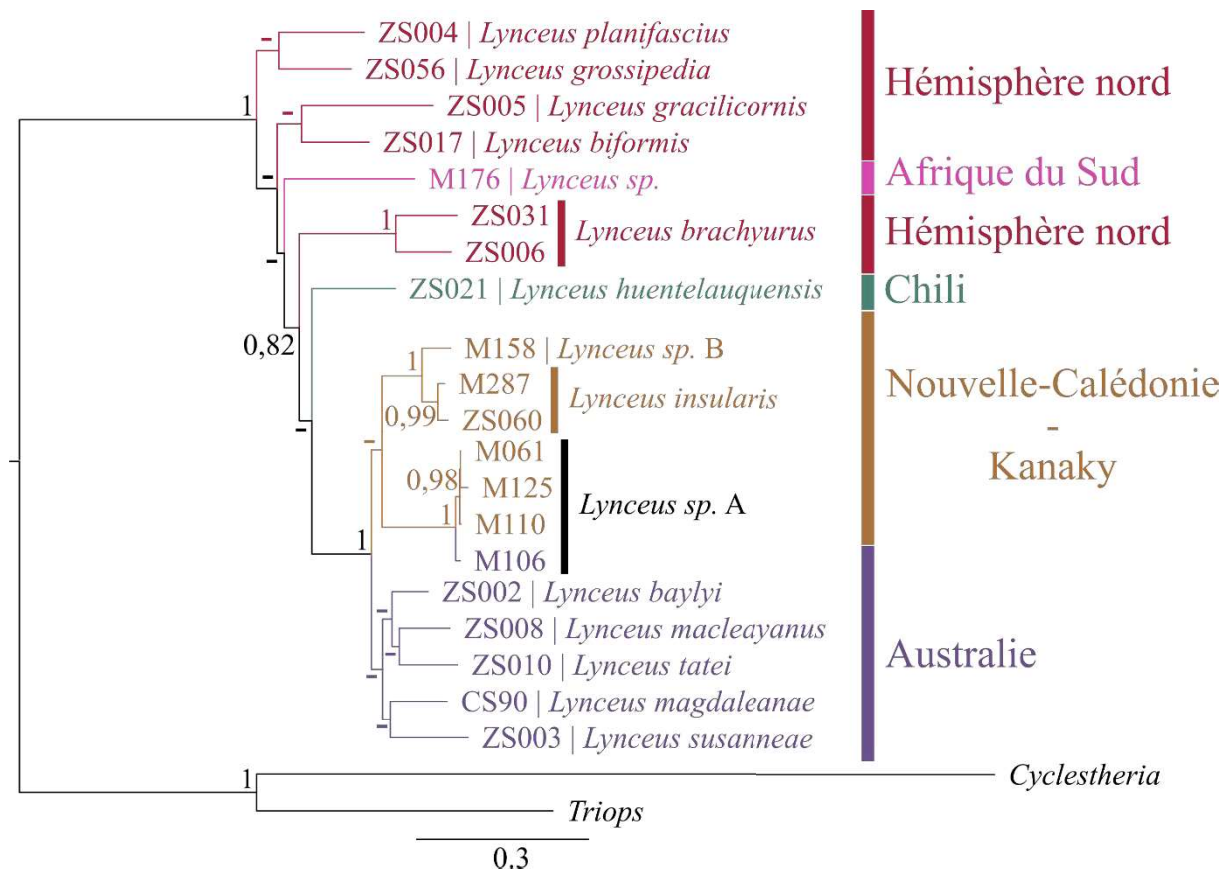 ZS004 | Lynceus planifascius
ZS056 | Lynceus grossipedia
Hémisphère nord
1
ZS005 | Lynceus gracilicornis
ZS017 | Lynceus biformis
M176 | Lynceus sp.
Afrique du Sud
1
ZS031
ZS006
Lynceus brachyurus
Hémisphère nord
ZS021 | Lynceus huentelauquensis
Chili
0,82
1
M158 | Lynceus sp. B
M287
0,99
ZS060
Lynceus insularis
Nouvelle-Calédonie
-
Kanaky
M061
0,98
M125
1
M110
M106
Lynceus sp. A
1
ZS002 | Lynceus baylyi
ZS008 | Lynceus macleayanus
ZS010 | Lynceus tatei
CS90 | Lynceus magdaleanae
ZS003 | Lynceus susanneae
Australie
1
Cyclestheria
Triops
0.3